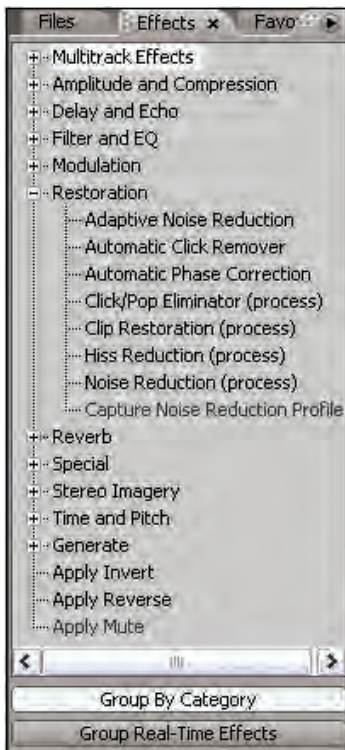 Files Effects Favo
Multitrack Effects
Amplitude and Compression
Delay and Echo
Filter and EQ
Modulation
Restoration
Adaptive Noise Reduction
Automatic Click Remover
Automatic Phase Correction
Click/Pop Eliminator (process)
Clip Restoration (process)
Hiss Reduction (process)
Noise Reduction (process)
Capture Noise Reduction Profile
Reverb
Special
Stereo Imagery
Time and Pitch
Generate
Apply Invert
Apply Reverse
Apply Mute
Group By Category
Group Real-Time Effects